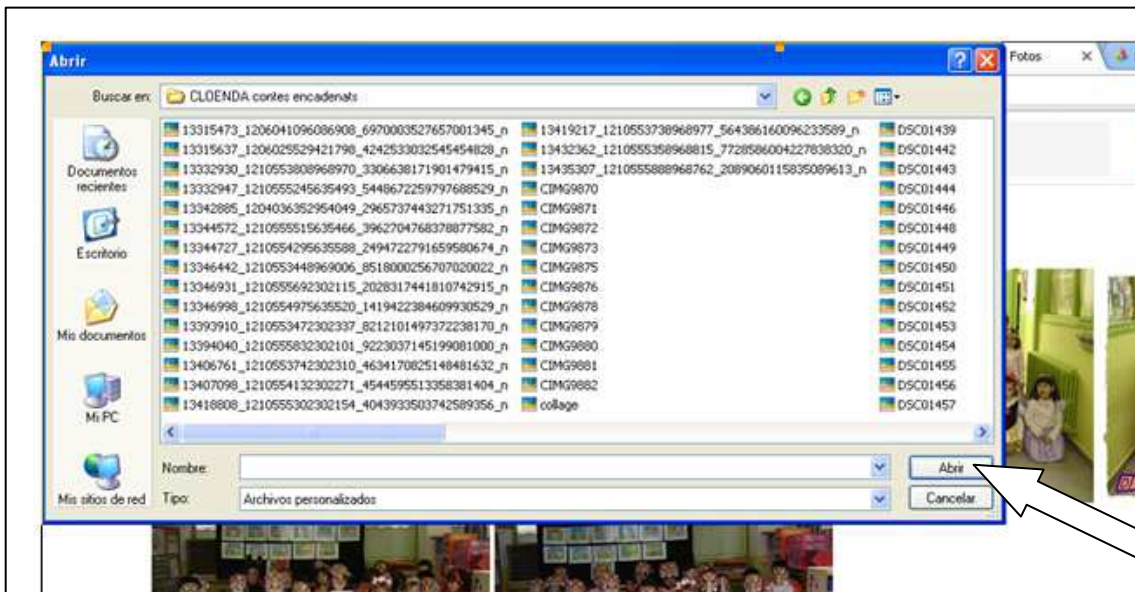 Abrir
Fotos
Buscar en: CLOENDA contes encadenats
Documentos recientes
Escritorio
Mis documentos
Mi PC
Mis sitios de red
13315473_1206041096086908_6970003527657001345_n
13315637_1206025529421798_4242533032545454828_n
13332930_1210553808968970_3306638171901479415_n
13332947_1210555245635493_5448672259797688529_n
13342885_1204036352954049_2965737443271751335_n
13344572_1210555515635466_3962704768378877582_n
13344727_1210554295635588_2494722791659580674_n
13346442_1210553448969006_8518000256707020022_n
13346931_1210555692302115_2028317441810742915_n
13346998_1210554975635520_1419422384609930529_n
13393910_1210553472302337_8212101497372238170_n
13394040_1210555832302101_9223037145199081000_n
13406761_1210553742302310_4634170825148481632_n
13407098_1210554132302271_4544595513358381404_n
13418808_1210555302302154_4043933503742589356_n
13419217_1210553738968977_564386160096233589_n
13432362_1210555358968815_7728586004227838320_n
13435307_1210555888968762_2089060115835089613_n
CIMG9870
CIMG9871
CIMG9872
CIMG9873
CIMG9875
CIMG9876
CIMG9878
CIMG9879
CIMG9880
CIMG9881
CIMG9882
collage
DSC01439
DSC01442
DSC01443
DSC01444
DSC01446
DSC01448
DSC01449
DSC01450
DSC01451
DSC01452
DSC01453
DSC01454
DSC01455
DSC01456
DSC01457
Nombre:
Abrir
Tipo: Archivos personalizados
Cancelar